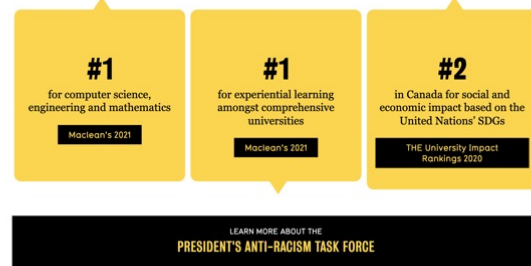 #1
for computer science,
engineering and mathematics
Maclean's 2021
#1
for experiential learning
amongst comprehensive
universities
Maclean's 2021
#2
in Canada for social and
economic impact based on the
United Nations' SDGs
THE University Impact
Rankings 2020
LEARN MORE ABOUT THE
PRESIDENT'S ANTI-RACISM TASK FORCE